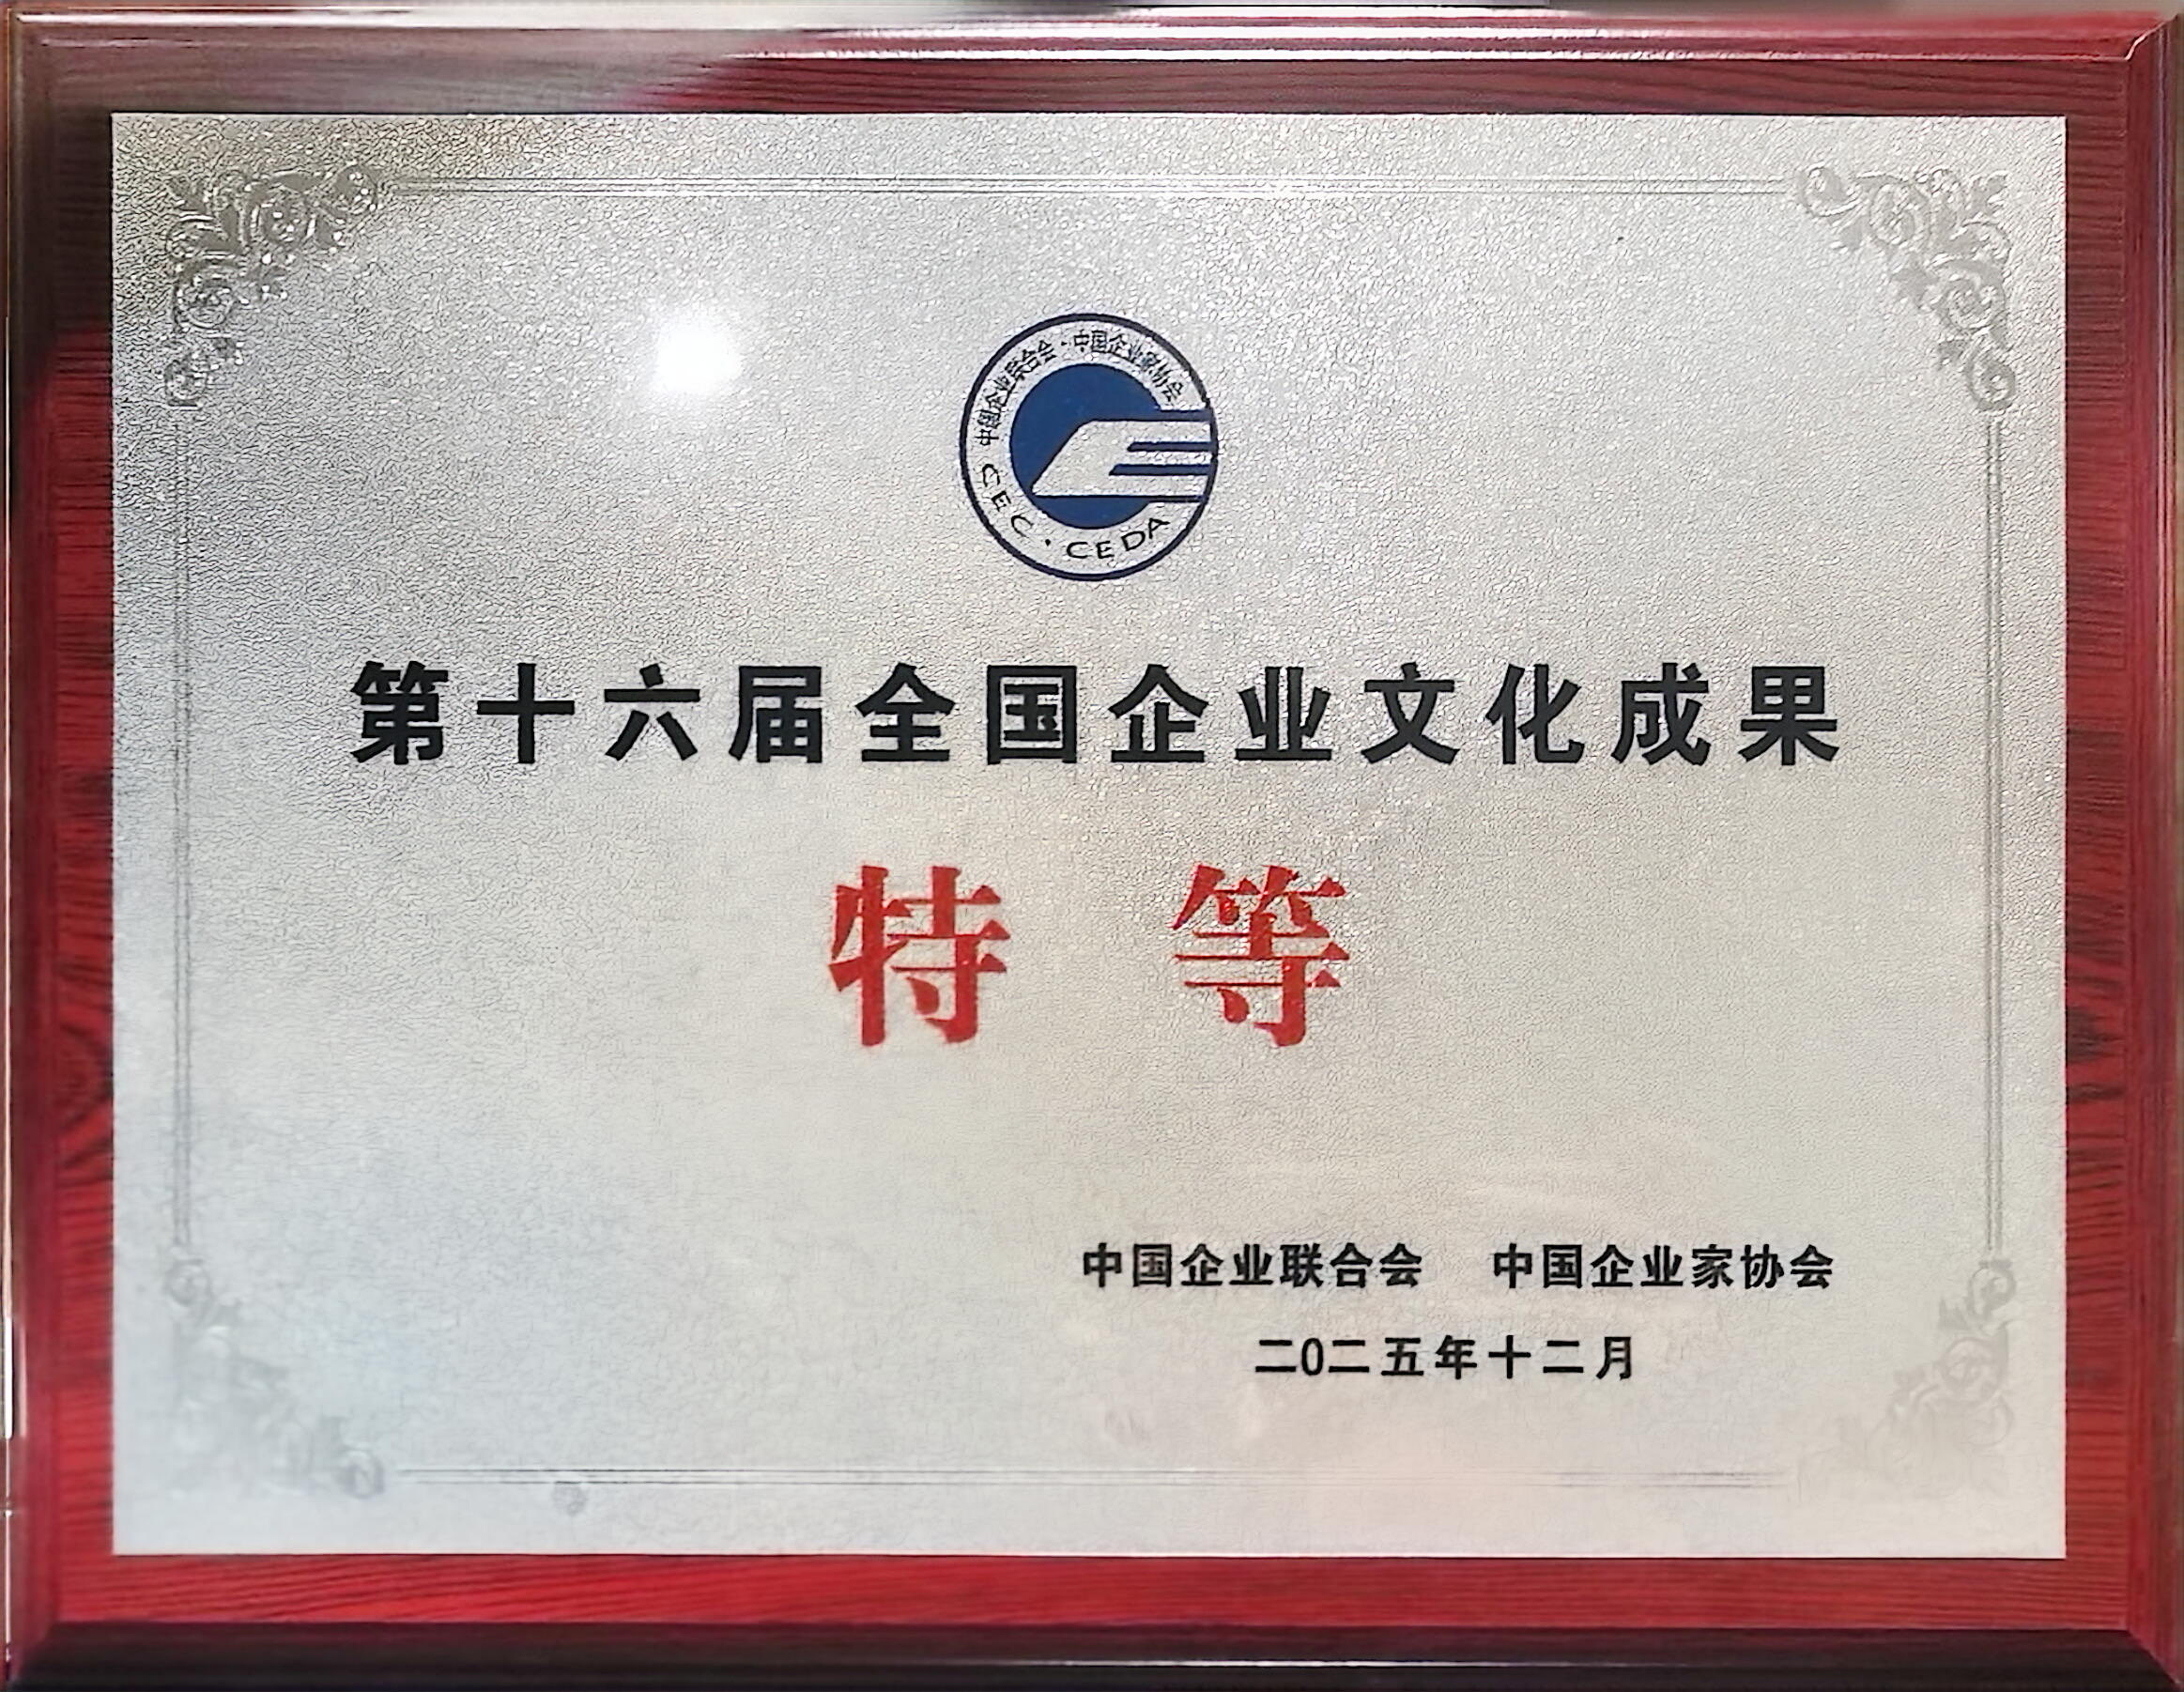 中国企业联合会·中国企业家协会
CEC·CEDA
第十六届全国企业文化成果
特等
中国企业联合会 中国企业家协会
二0二五年十二月